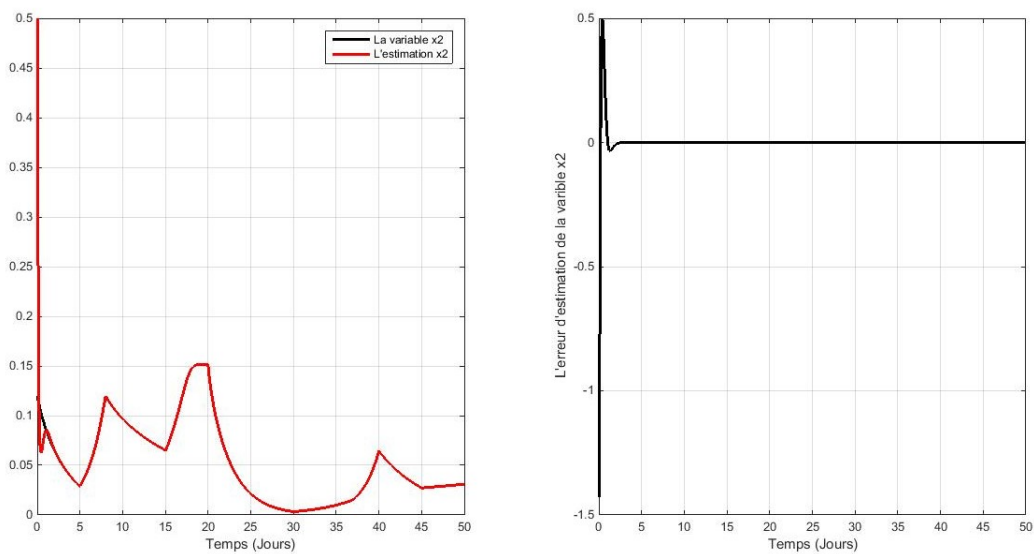 0.5
0.45
0.4
0.35
0.3
0.25
0.2
0.15
0.1
0.05
0
La variable x2
L'estimation x2
0 5 10 15 20 25 30 35 40 45 50
Temps (Jours)
L'erreur d'estimation de la varible x2
0.5
0
-0.5
-1
-1.5
0 5 10 15 20 25 30 35 40 45 50
Temps (Jours)